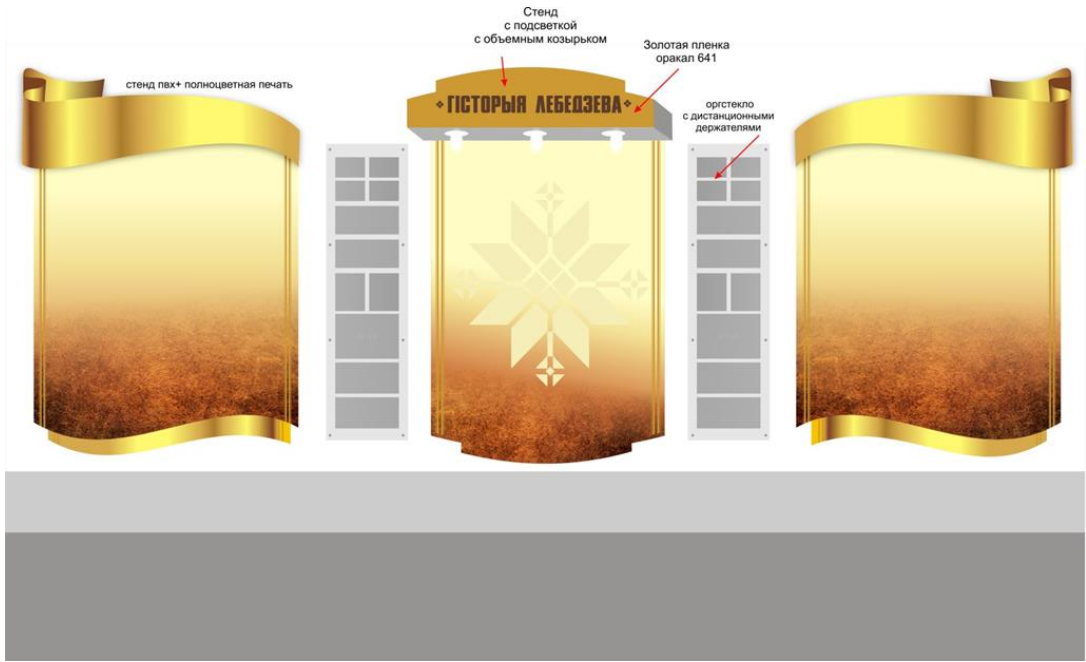 Стенд
с подсветкой
с объемным козырьком
Золотая пленка
оракал 641
стенд пвх+ полноцветная печать
ГІСТОРЫЯ ЛЕБЕДЗЕВА
оргстекло
с дистанционными
держателями